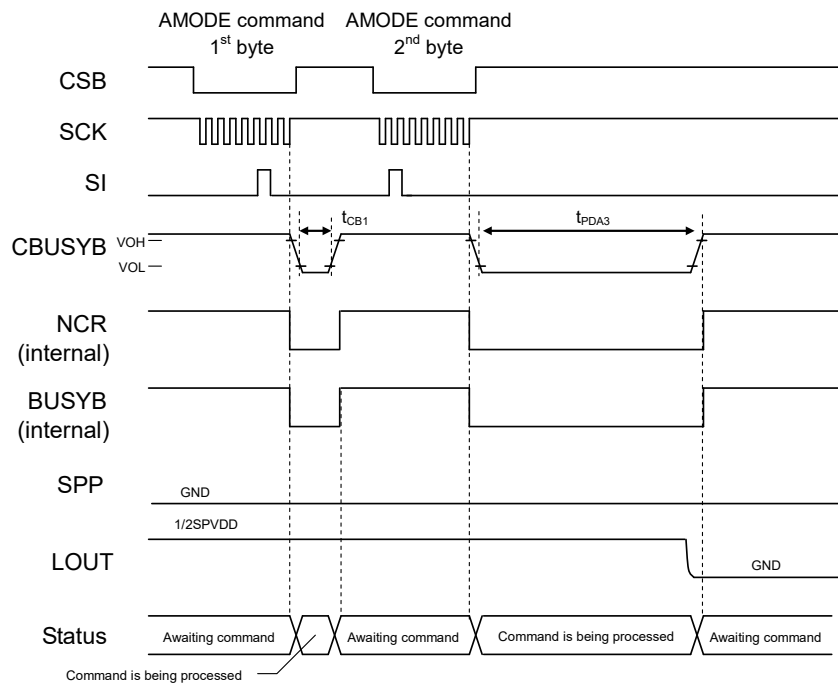 AMODE command
1st byte
AMODE command
2nd byte
CSB
SCK
SI
tCB1
tPDA3
CBUSYB
VOH
VOL
NCR
(internal)
BUSYB
(internal)
SPP
GND
1/2SPVDD
LOUT
GND
Status
Awaiting command
Awaiting command
Command is being processed
Awaiting command
Command is being processed